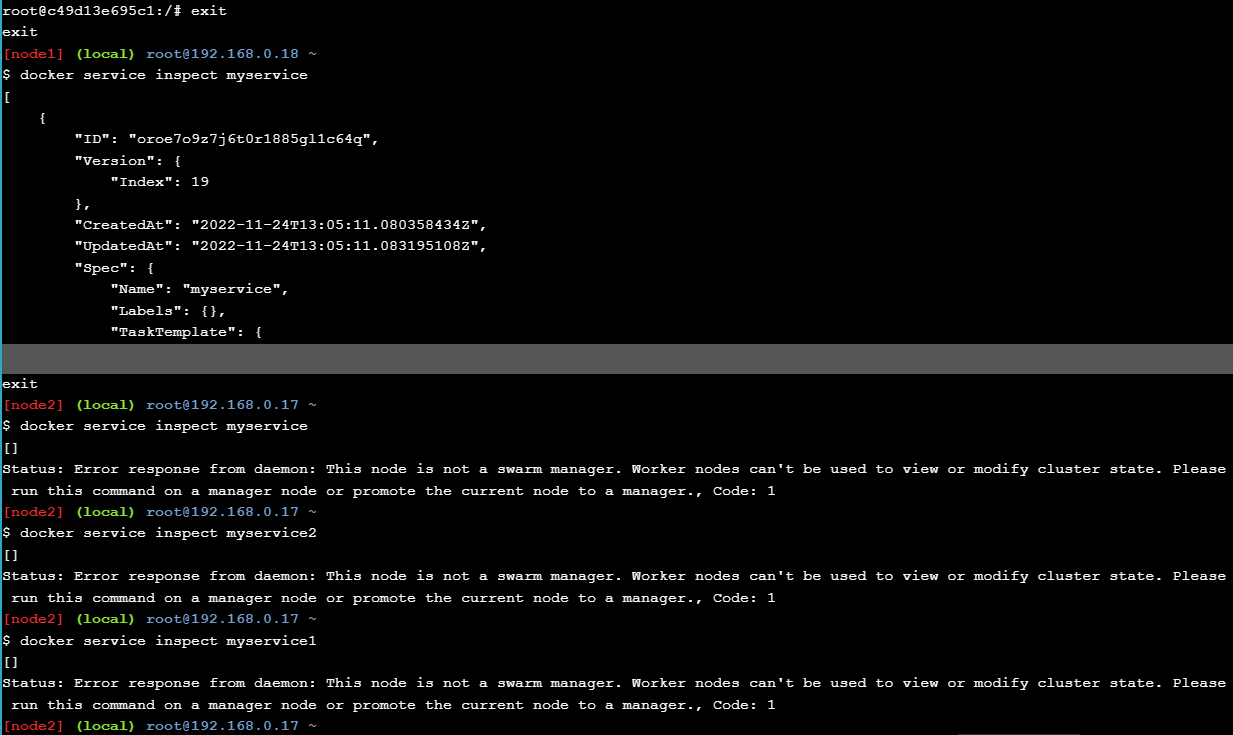 root@c49d13e695c1:/# exit
exit
[node1] (local) root@192.168.0.18 ~
$ docker service inspect myservice
[
    {
        "ID": "oroe7o9z7j6t0r1885gl1c64q",
        "Version": {
            "Index": 19
        },
        "CreatedAt": "2022-11-24T13:05:11.080358434Z",
        "UpdatedAt": "2022-11-24T13:05:11.083195108Z",
        "Spec": {
            "Name": "myservice",
            "Labels": {},
            "TaskTemplate": {
exit
[node2] (local) root@192.168.0.17 ~
$ docker service inspect myservice
[]
Status: Error response from daemon: This node is not a swarm manager. Worker nodes can't be used to view or modify cluster state. Please
 run this command on a manager node or promote the current node to a manager., Code: 1
[node2] (local) root@192.168.0.17 ~
$ docker service inspect myservice2
[]
Status: Error response from daemon: This node is not a swarm manager. Worker nodes can't be used to view or modify cluster state. Please
 run this command on a manager node or promote the current node to a manager., Code: 1
[node2] (local) root@192.168.0.17 ~
$ docker service inspect myservice1
[]
Status: Error response from daemon: This node is not a swarm manager. Worker nodes can't be used to view or modify cluster state. Please
 run this command on a manager node or promote the current node to a manager., Code: 1
[node2] (local) root@192.168.0.17 ~